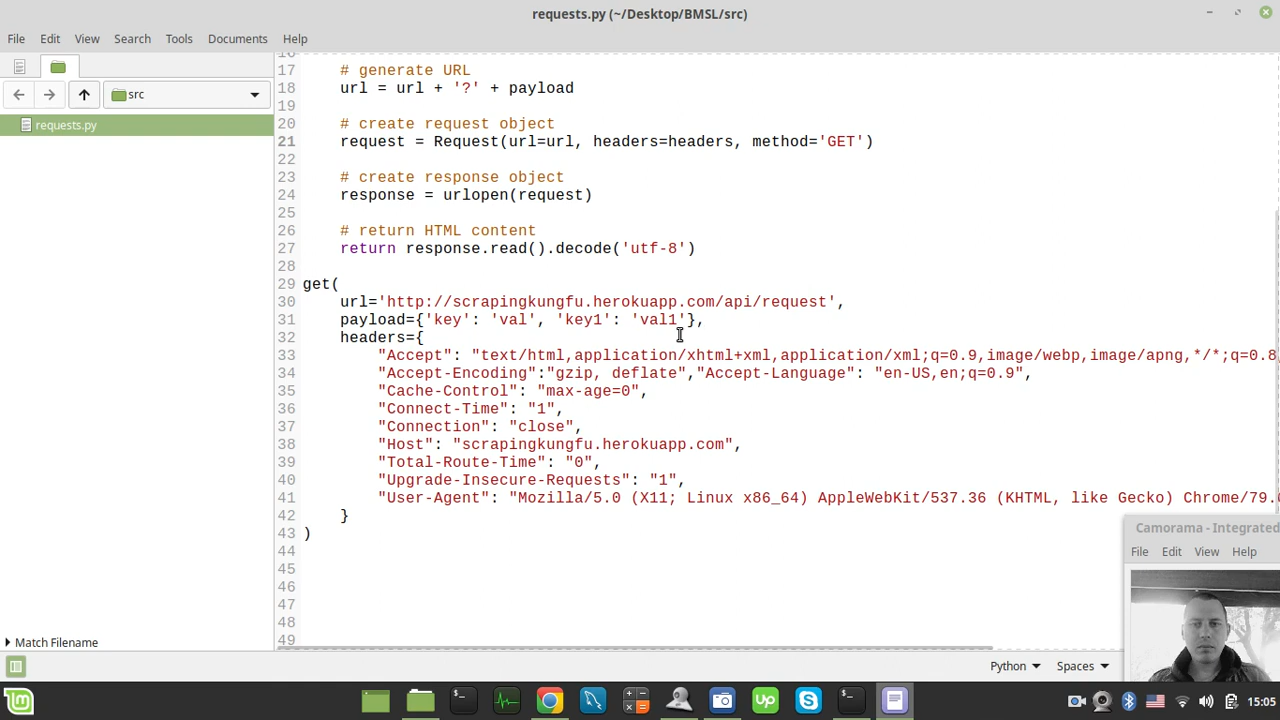 requests.py (~/Desktop/BMSL/src)
File Edit View Search Tools Documents Help
src
requests.py
17 # generate URL
18 url = url + '?' + payload
19
20 # create request object
21 request = Request(url=url, headers=headers, method='GET')
22
23 # create response object
24 response = urlopen(request)
25
26 # return HTML content
27 return response.read().decode('utf-8')
28
29 get(
30 url='http://scrapingkungfu.herokuapp.com/api/request',
31 payload={'key': 'val', 'key1': 'val1'},
32 headers={
33 "Accept": "text/html,application/xhtml+xml,application/xml;q=0.9,image/webp,image/apng,*/*;q=0.8
34 "Accept-Encoding":"gzip, deflate","Accept-Language": "en-US,en;q=0.9",
35 "Cache-Control": "max-age=0",
36 "Connect-Time": "1",
37 "Connection": "close",
38 "Host": "scrapingkungfu.herokuapp.com",
39 "Total-Route-Time": "0",
40 "Upgrade-Insecure-Requests": "1",
41 "User-Agent": "Mozilla/5.0 (X11; Linux x86_64) AppleWebKit/537.36 (KHTML, like Gecko) Chrome/79.
42 }
43 )
44
45
46
47
48
49
Camorama - Integrated
File Edit View Help
Match Filename
Python Spaces
15:05